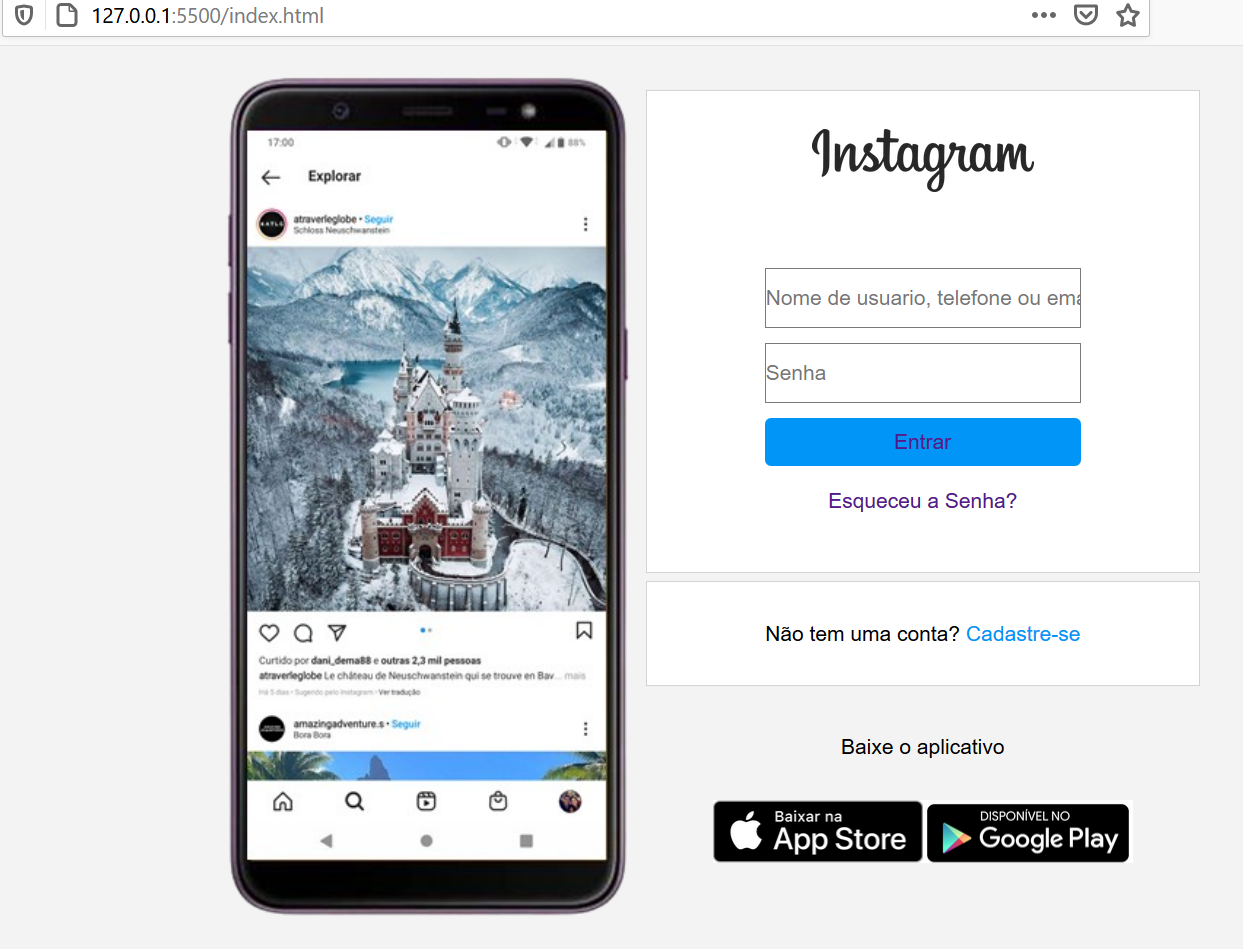 127.0.0.1:5500/index.html
17:00
88%
Explorar
atraverleglobe • Seguir
Schloss Neuschwanstein
Curtido por dani_dema88 e outras 2,3 mil pessoas
atraverleglobe Le château de Neuschwanstein qui se trouve en Bav... mais
Há 5 dias • Sugerido pelo Instagram • Ver tradução
amazingadventure.s • Seguir
Bora Bora
Instagram
Nome de usuario, telefone ou ema
Senha
Entrar
Esqueceu a Senha?
Não tem uma conta? Cadastre-se
Baixe o aplicativo
Baixar na
App Store
DISPONÍVEL NO
Google Play